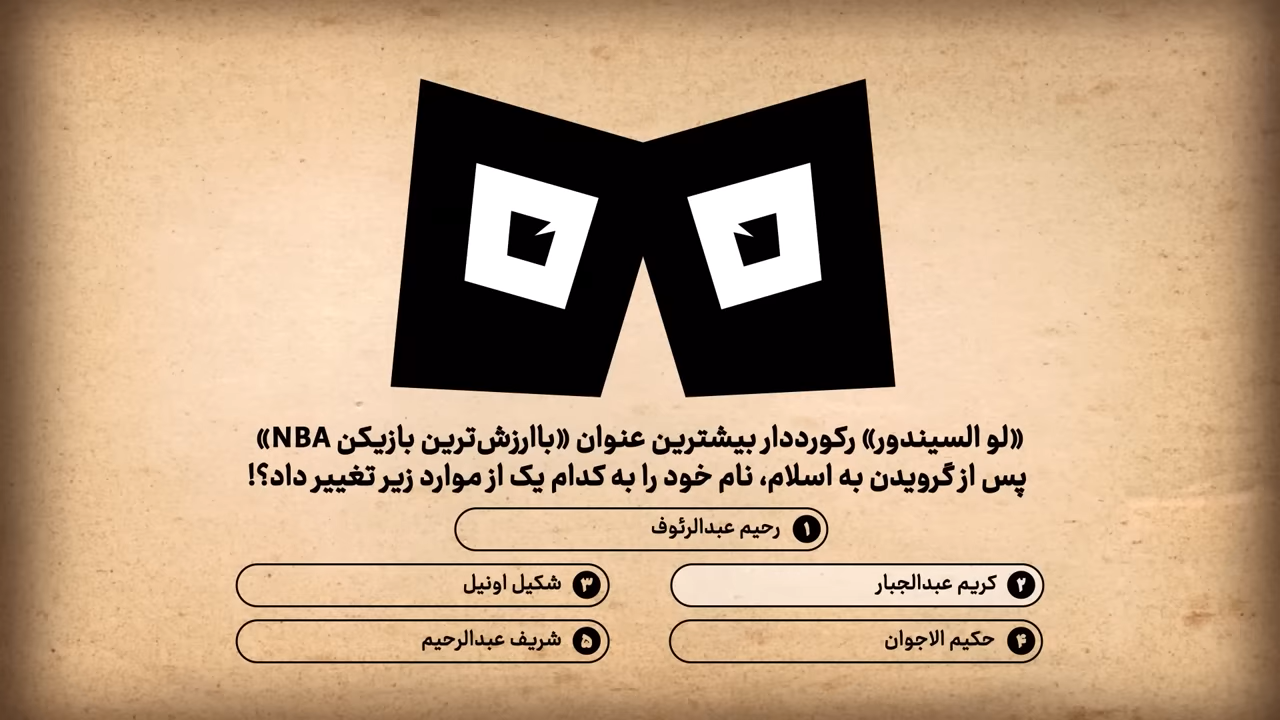 «لو السیندور» رکورددار بیشترین عنوان «باارزش‌ترین بازیکن NBA»
پس از گرویدن به اسلام، نام خود را به کدام یک از موارد زیر تغییر داد؟!
۱ رحیم عبدالرئوف
۲ کریم عبدالجبار
۳ شکیل اونیل
۴ حکیم الاجوان
۵ شریف عبدالرحیم